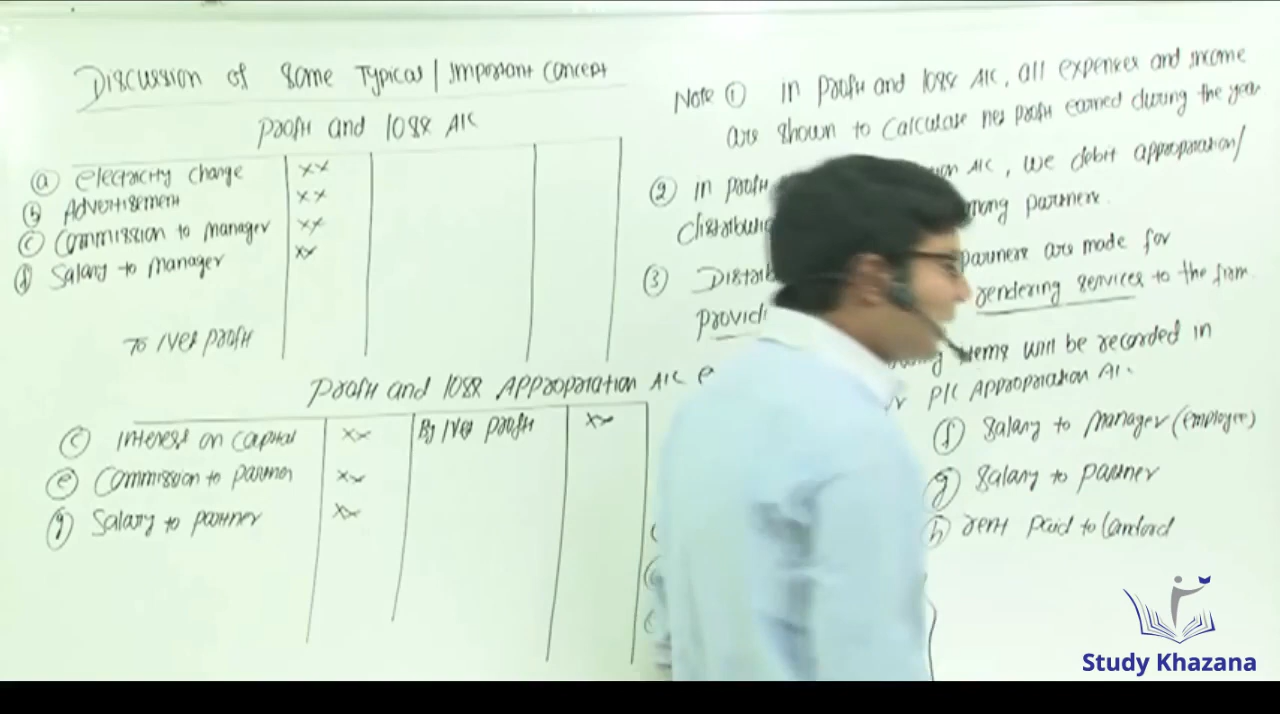 Discussion of Some Typical / Important Concept
Profit and loss A/C
(a) Electricity change xx
(b) Advertisement xx
(c) Commission to manager xx
(f) Salary to manager xx
To Net profit
Profit and loss Appropriation A/C
(c) Interest on capital xx By Net profit xx
(e) Commission to partner xx
(g) Salary to partner xx
Note (1) In profit and loss A/C, all expenses and income
are shown to calculate net profit earned during the year
(2) In profit A/C, we debit appropriation/
partners.
(3) partners are made for
rendering services to the firm
items will be recorded in
P/L Appropriation A/C.
(f) Salary to Manager (employee)
(g) Salary to partner
(h) rent paid to landlord
Study Khazana